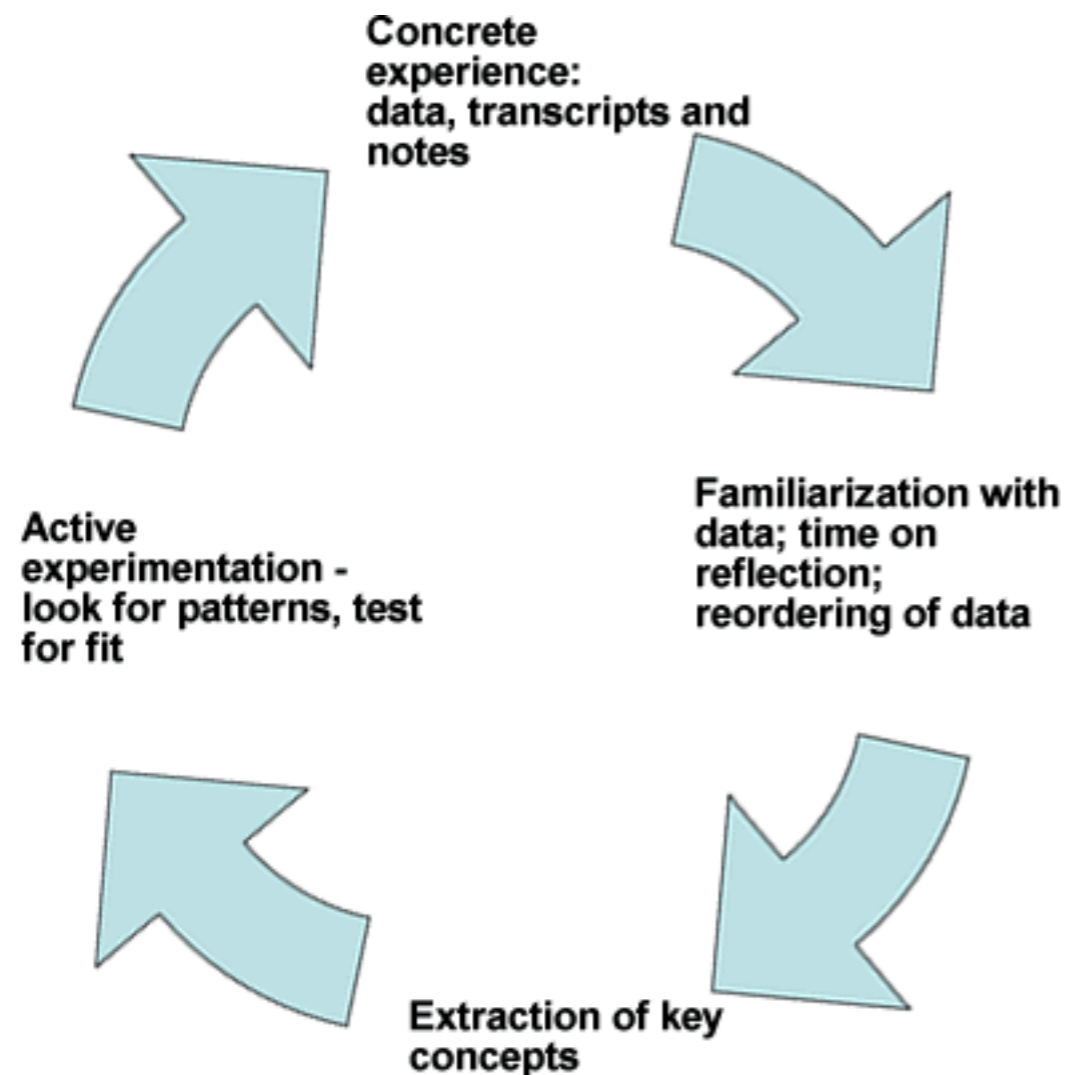 Concrete
experience:
data, transcripts and
notes
Familiarization with
data; time on
reflection;
reordering of data
Extraction of key
concepts
Active
experimentation -
look for patterns, test
for fit